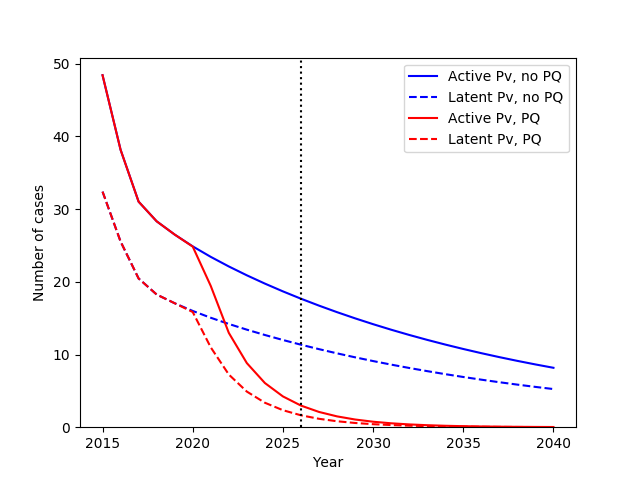 50
40
30
20
10
0
Number of cases
2015
2020
2025
2030
2035
2040
Year
Active Pv, no PQ
Latent Pv, no PQ
Active Pv, PQ
Latent Pv, PQ